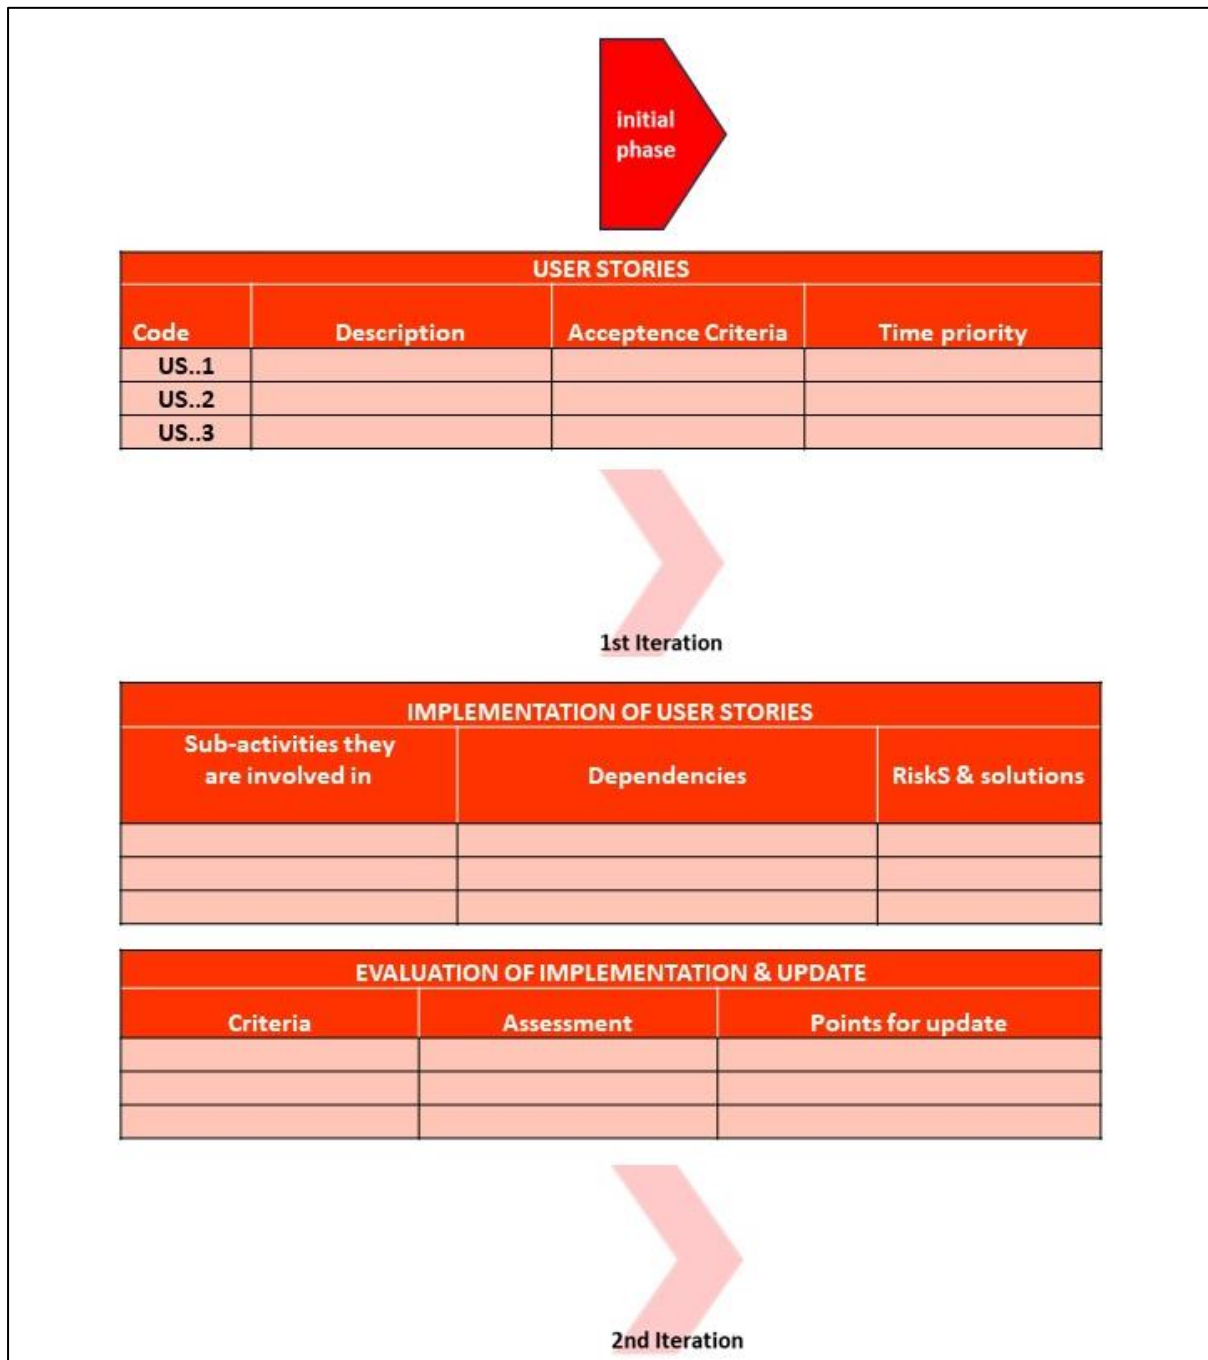 initial
phase
USER STORIES
Code Description Acceptence Criteria Time priority
US..1
US..2
US..3
1st Iteration
IMPLEMENTATION OF USER STORIES
Sub-activities they
are involved in Dependencies RiskS & solutions
EVALUATION OF IMPLEMENTATION & UPDATE
Criteria Assessment Points for update
2nd Iteration